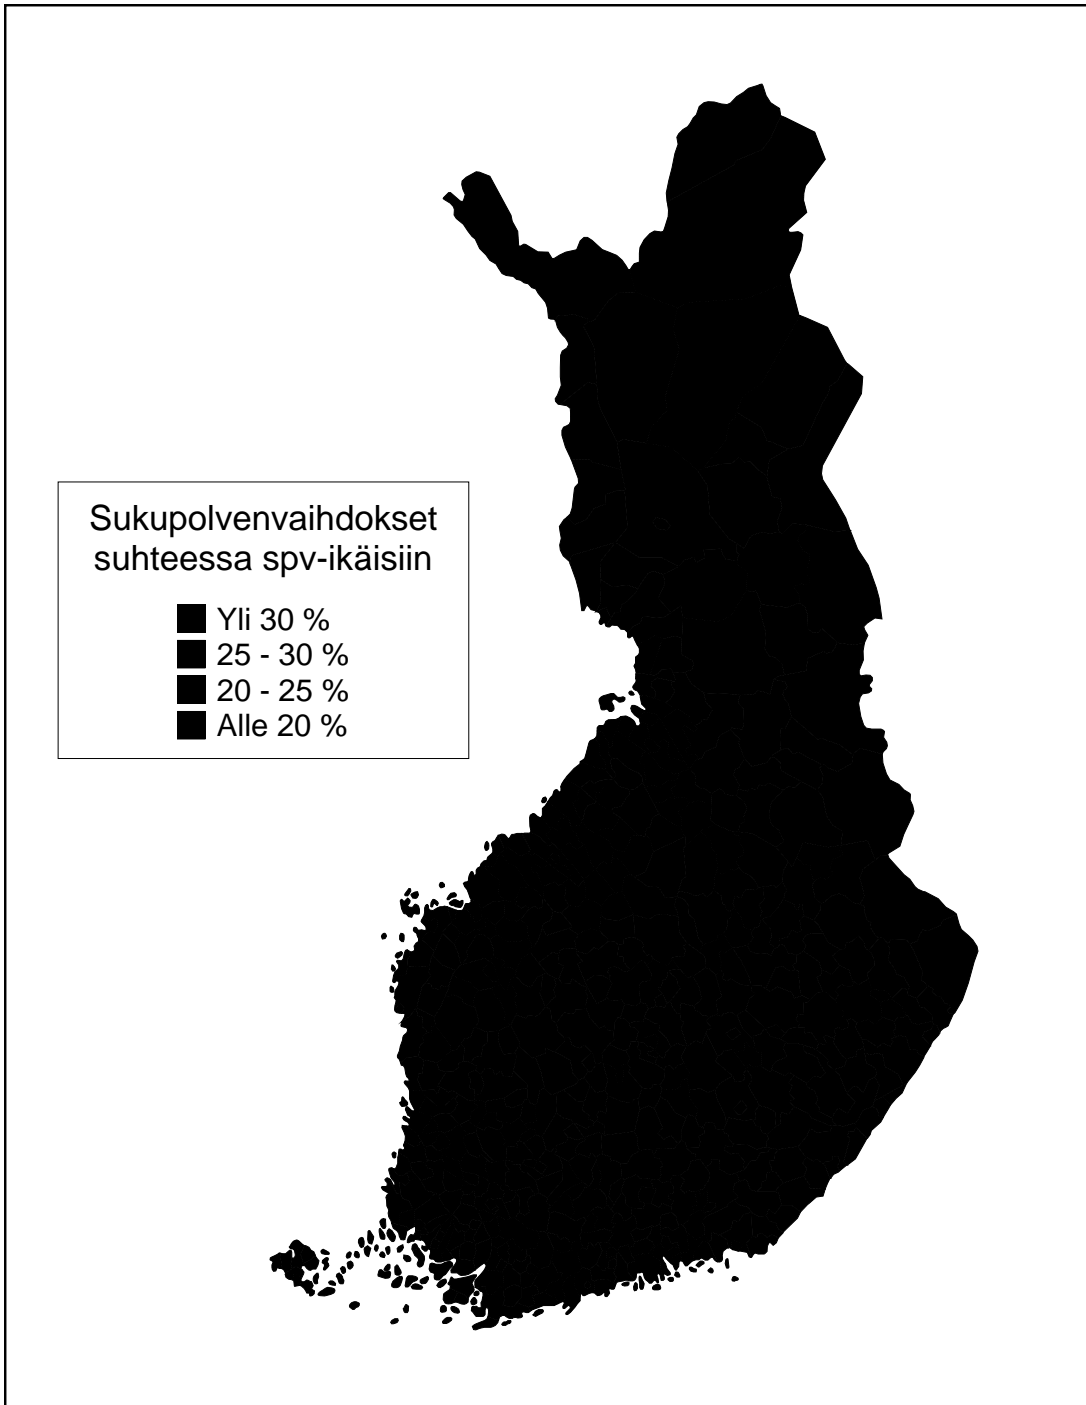 Sukupolvenvaihdokset
suhteessa spv-ikäisiin
Yli 30 %
25 - 30 %
20 - 25 %
Alle 20 %